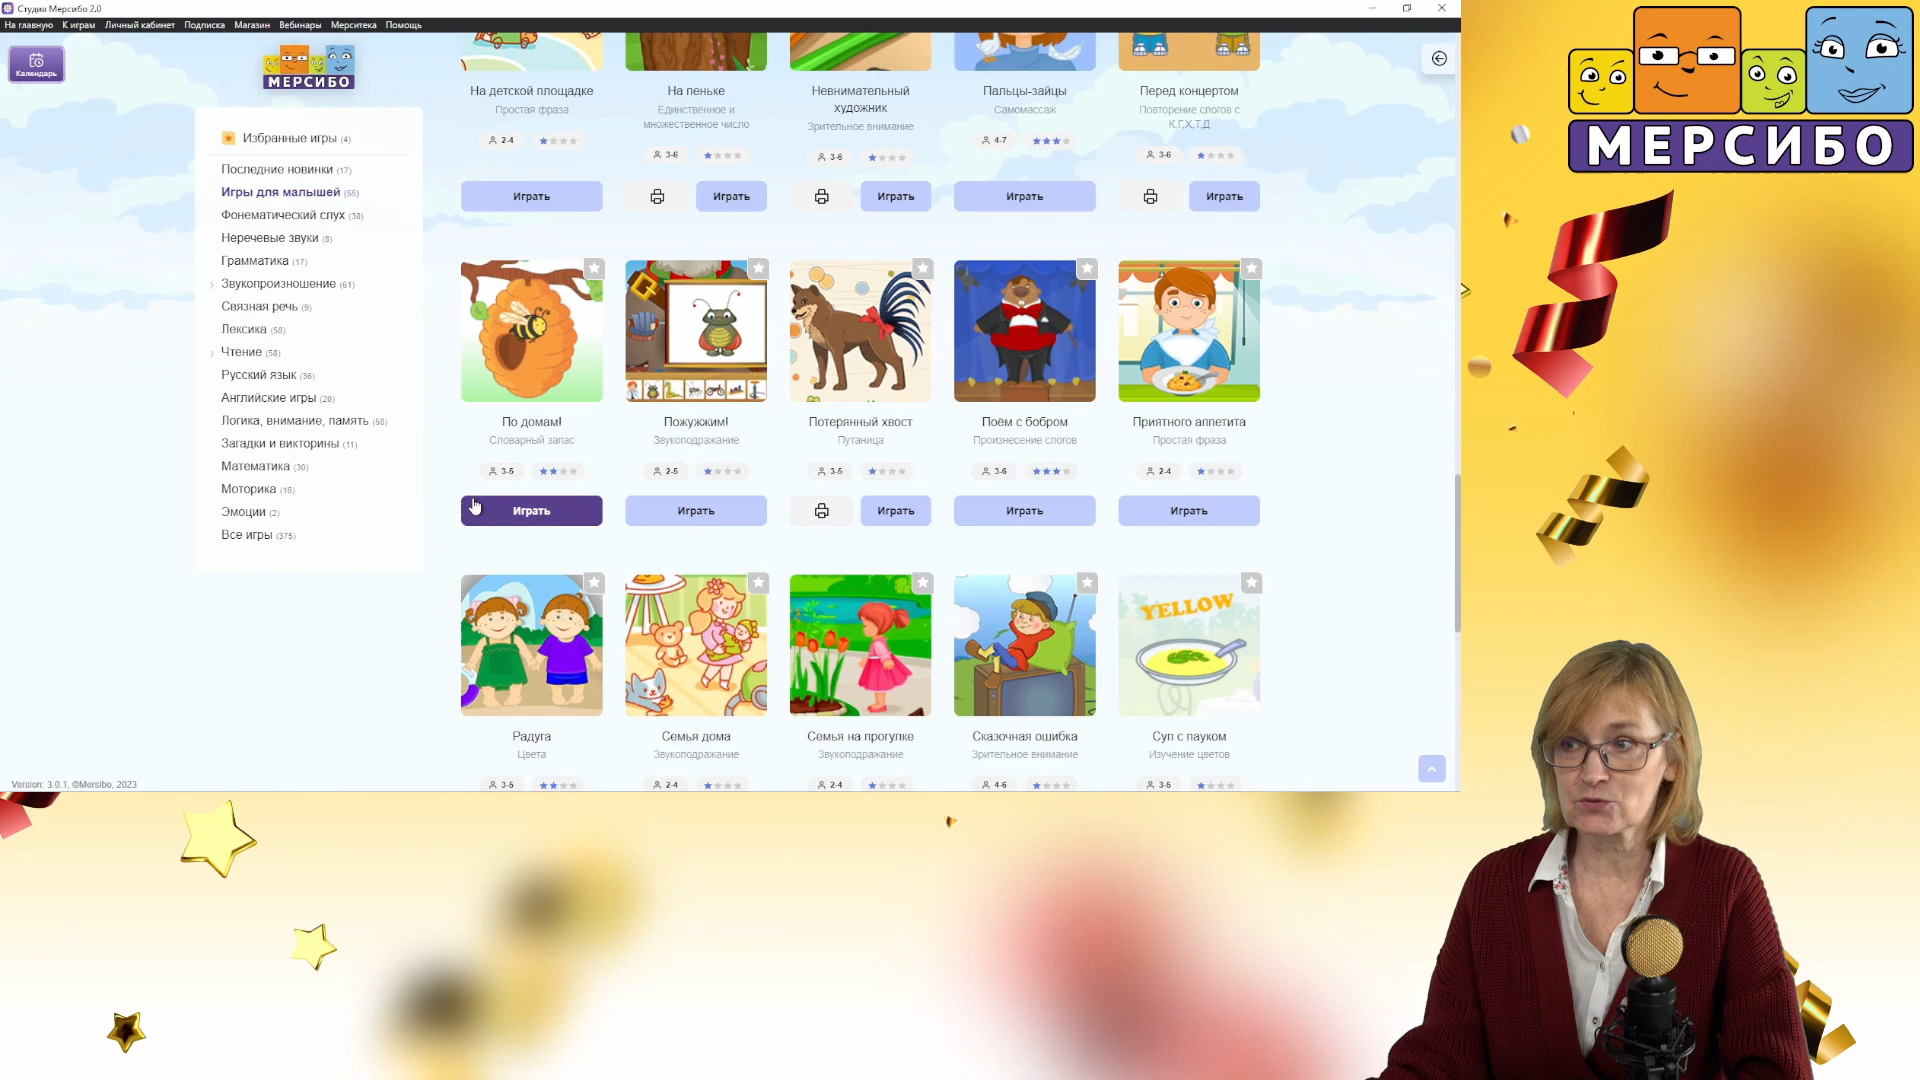 Студия Мерсибо 2.0
На главную К играм Личный кабинет Подписка Магазин Вебинары Мерситека Помощь
Календарь
МЕРСИБО
Избранные игры (4)
Последние новинки (17)
Игры для малышей (55)
Фонематический слух (30)
Неречевые звуки (8)
Грамматика (17)
Звукопроизношение (61)
Связная речь (9)
Лексика (58)
Чтение (58)
Русский язык (36)
Английские игры (20)
Логика, внимание, память (58)
Загадки и викторины (11)
Математика (30)
Моторика (16)
Эмоции (2)
Все игры (375)
На детской площадке
Простая фраза
2-4
Играть
На пеньке
Единственное и
множественное число
3-6
Играть
Невнимательный
художник
Зрительное внимание
3-6
Играть
Пальцы-зайцы
Самомассаж
4-7
Играть
Перед концертом
Повторение слогов с
К,Г,Х,Т,Д
3-6
Играть
По домам!
Словарный запас
3-5
Играть
Пожужжим!
Звукоподражание
2-5
Играть
Потерянный хвост
Путаница
3-5
Играть
Поём с бобром
Произнесение слогов
3-6
Играть
Приятного аппетита
Простая фраза
2-4
Играть
Радуга
Цвета
3-5
Семья дома
Звукоподражание
2-4
Семья на прогулке
Звукоподражание
2-4
Сказочная ошибка
Зрительное внимание
4-6
YELLOW
Суп с пауком
Изучение цветов
3-5
Version: 3.0.1, ©Mersibo, 2023
МЕРСИБО